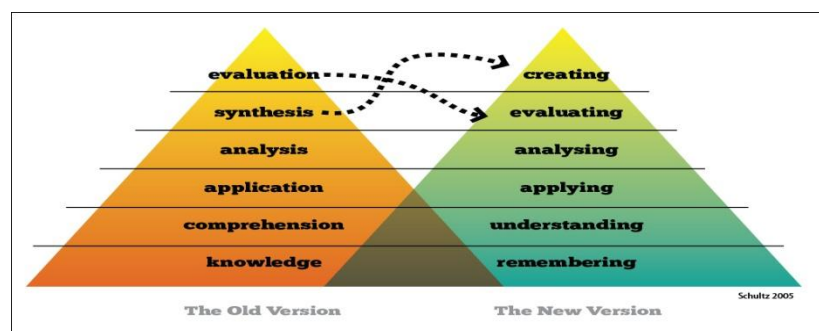 evaluation creating
synthesis evaluating
analysis analysing
application applying
comprehension understanding
knowledge remembering
Schultz 2005
The Old Version The New Version